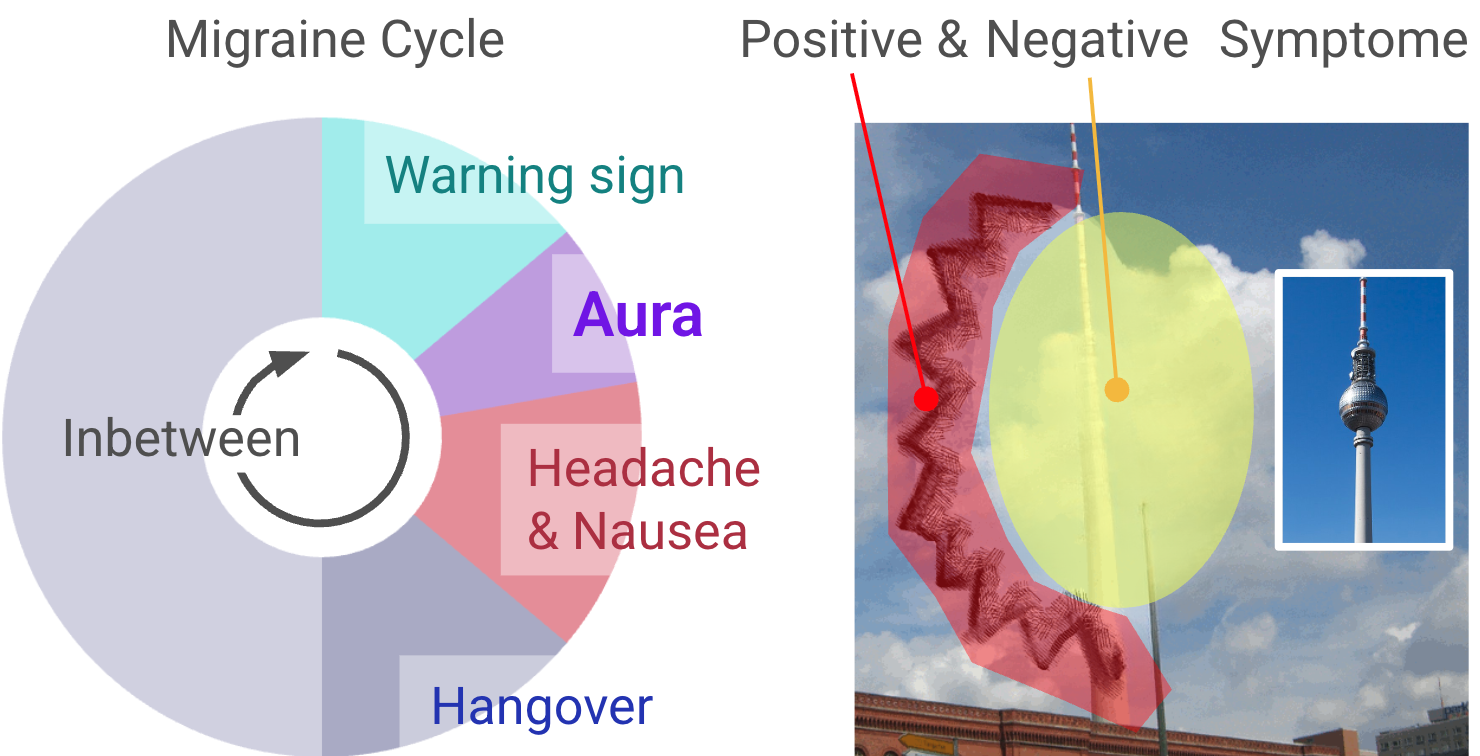 Migraine Cycle
Positive & Negative Symptome
Warning sign
Aura
Inbetween
Headache
& Nausea
Hangover